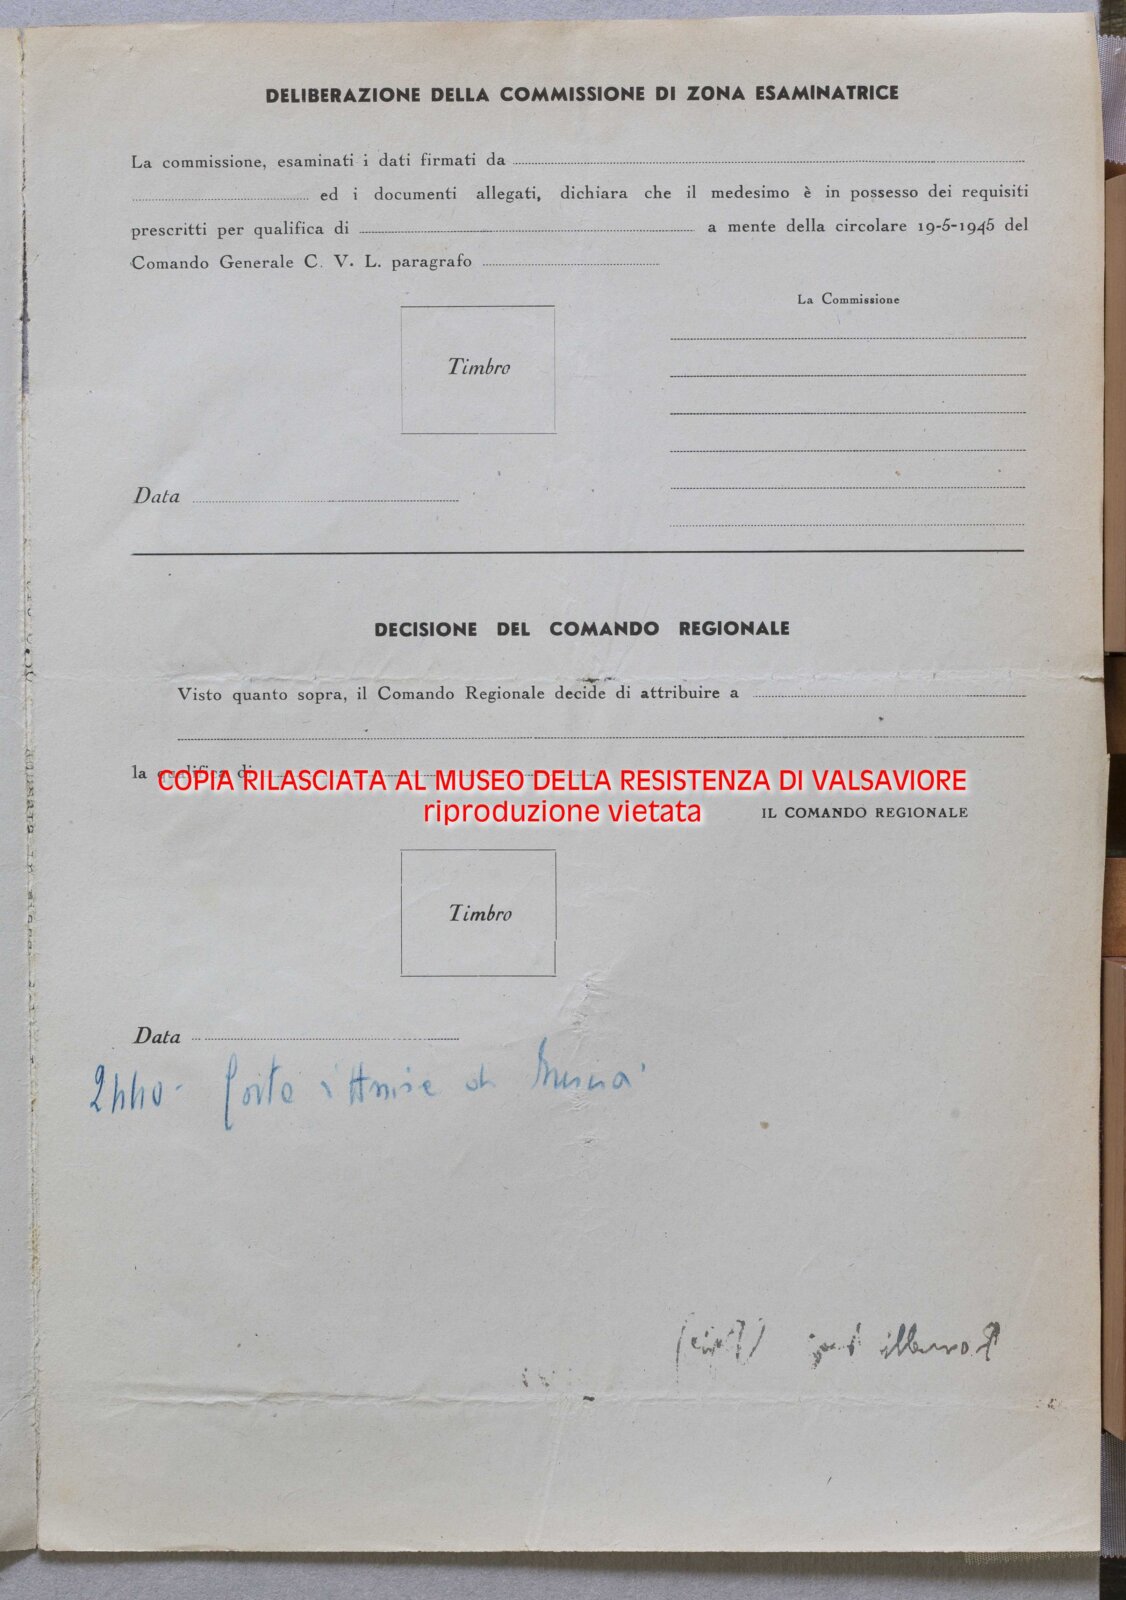 DELIBERAZIONE DELLA COMMISSIONE DI ZONA ESAMINATRICE
La commissione, esaminati i dati firmati da
ed i documenti allegati, dichiara che il medesimo è in possesso dei requisiti
prescritti per qualifica di a mente della circolare 19-5-1945 del
Comando Generale C. V. L. paragrafo
La Commissione
Timbro
Data
DECISIONE DEL COMANDO REGIONALE
Visto quanto sopra, il Comando Regionale decide di attribuire a
la qualifica di
COPIA RILASCIATA AL MUSEO DELLA RESISTENZA DI VALSAVIORE
riproduzione vietata
IL COMANDO REGIONALE
Timbro
Data